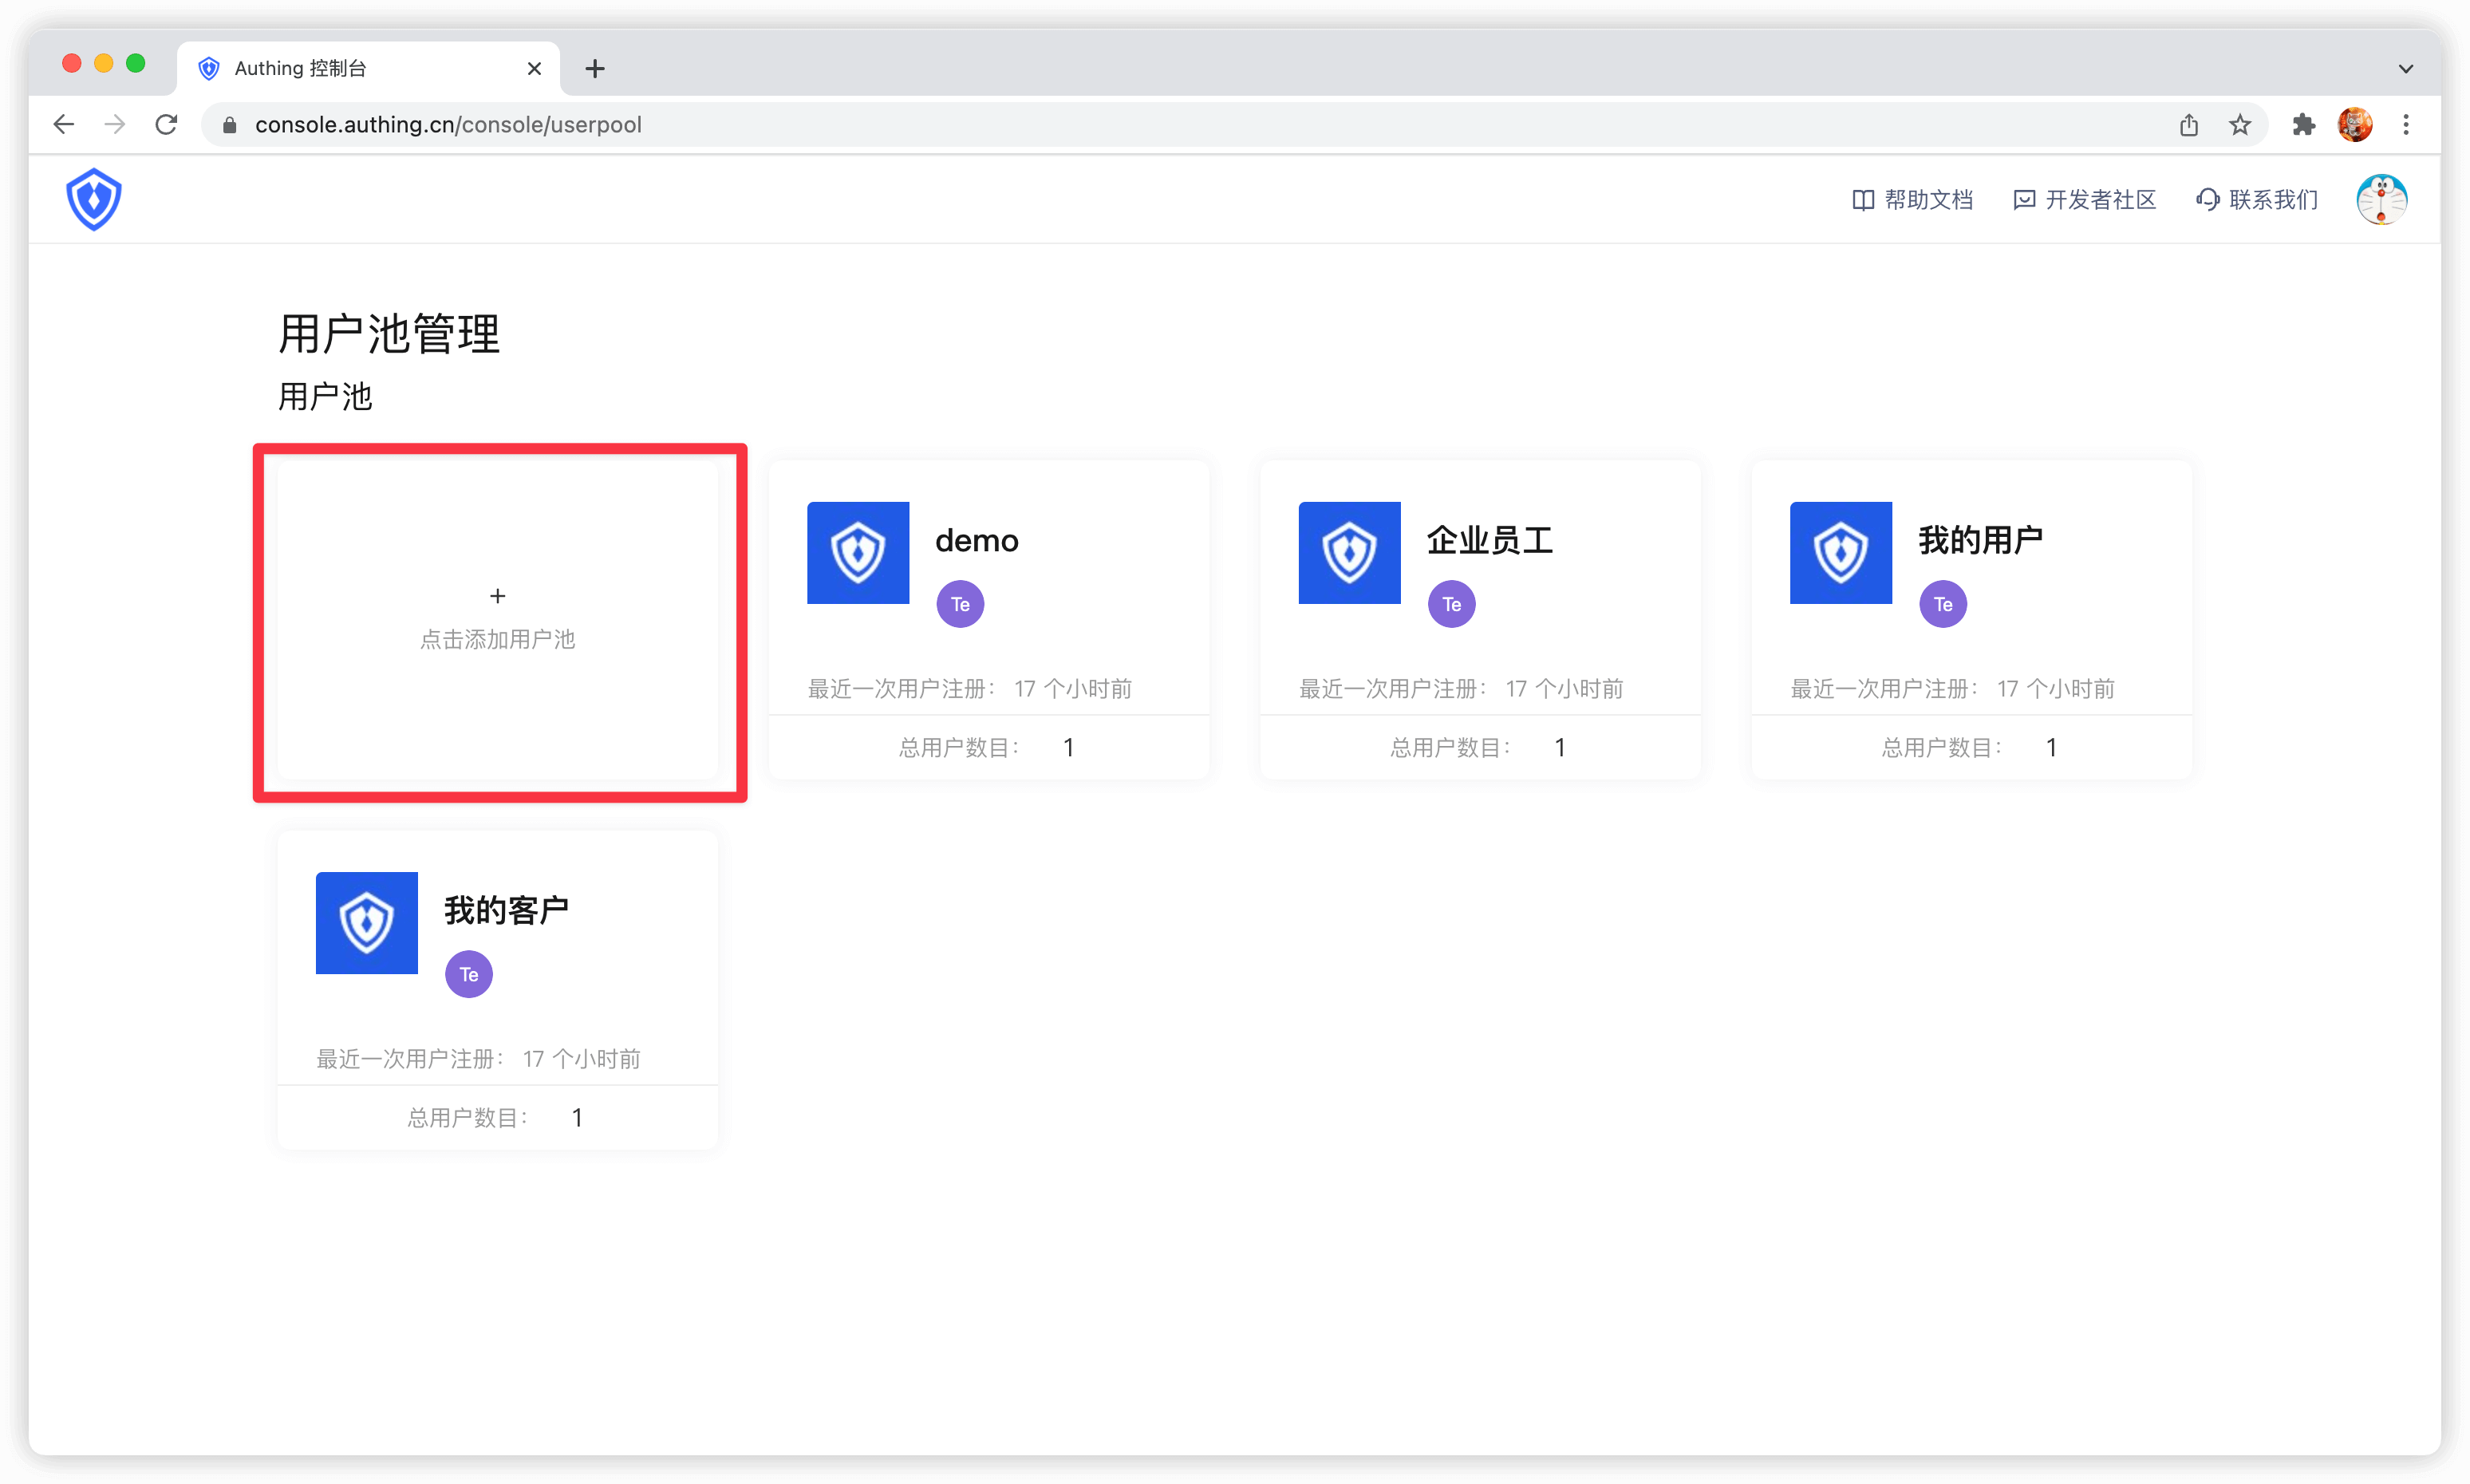 Authing 控制台
console.authing.cn/console/userpool
帮助文档 开发者社区 联系我们
用户池管理
用户池
+
点击添加用户池
demo
Te
最近一次用户注册: 17 个小时前
总用户数目: 1
企业员工
Te
最近一次用户注册: 17 个小时前
总用户数目: 1
我的用户
Te
最近一次用户注册: 17 个小时前
总用户数目: 1
我的客户
Te
最近一次用户注册: 17 个小时前
总用户数目: 1